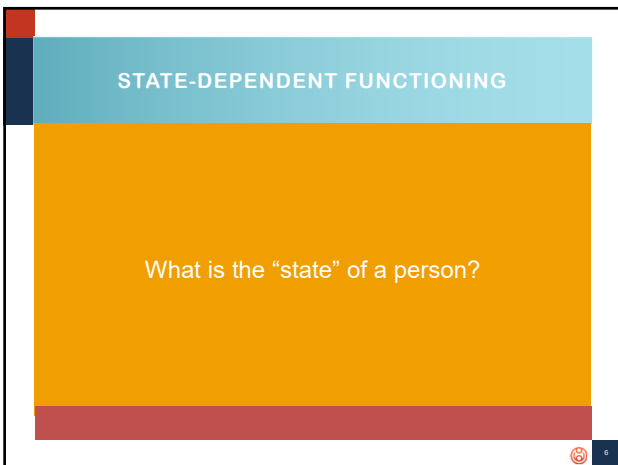 STATE-DEPENDENT FUNCTIONING
What is the “state” of a person?
6